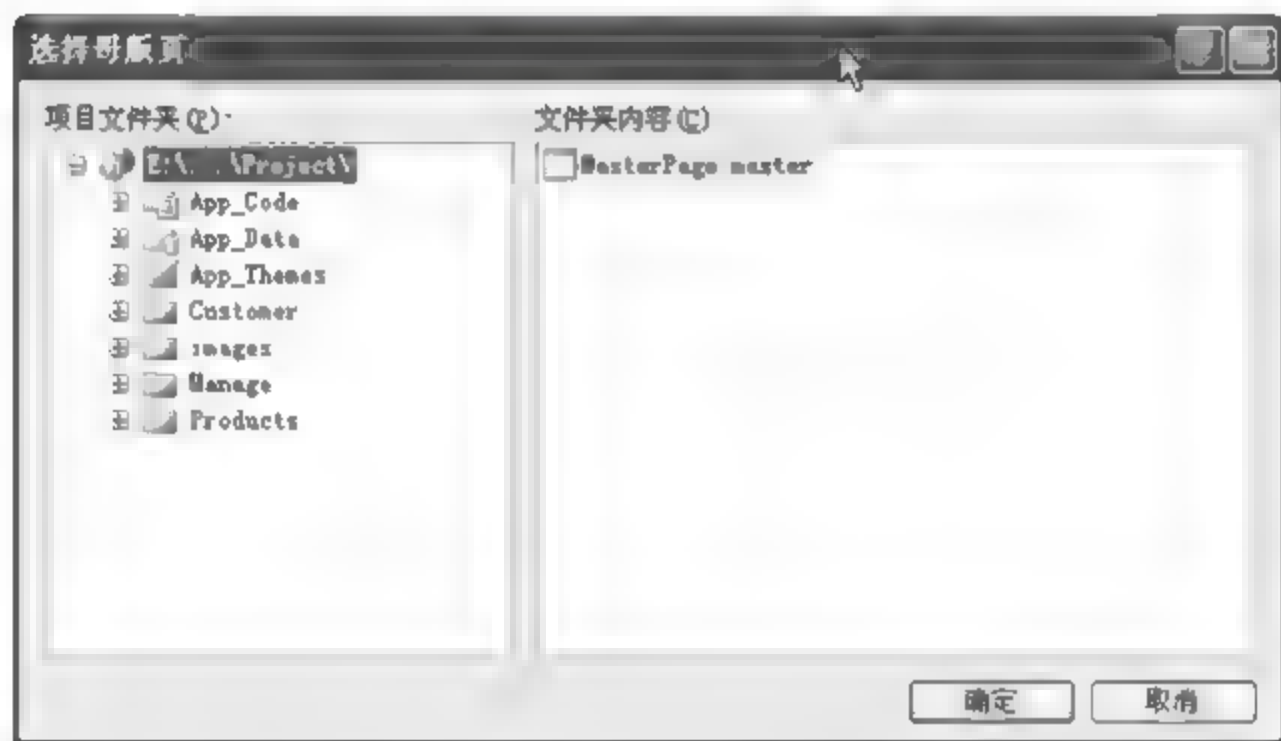 选择母版页
项目文件夹(P):
E:\...\Project\
App_Code
App_Data
App_Themes
Customer
images
Manage
Products
文件夹内容(C)
MasterPage master
确定
取消